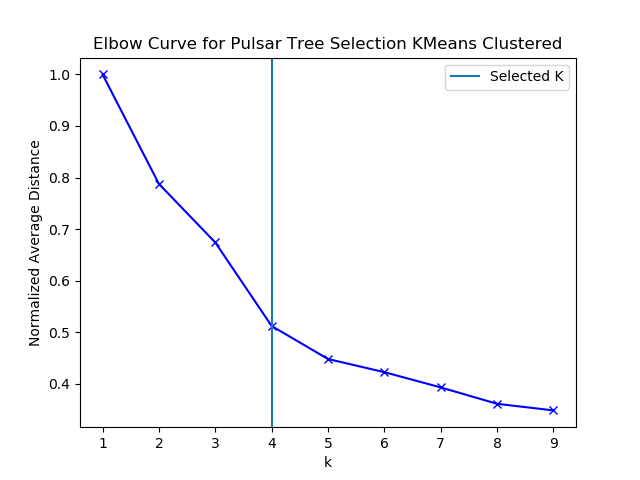 Elbow Curve for Pulsar Tree Selection KMeans Clustered
Selected K
Normalized Average Distance
1.0
0.9
0.8
0.7
0.6
0.5
0.4
1 2 3 4 5 6 7 8 9
k